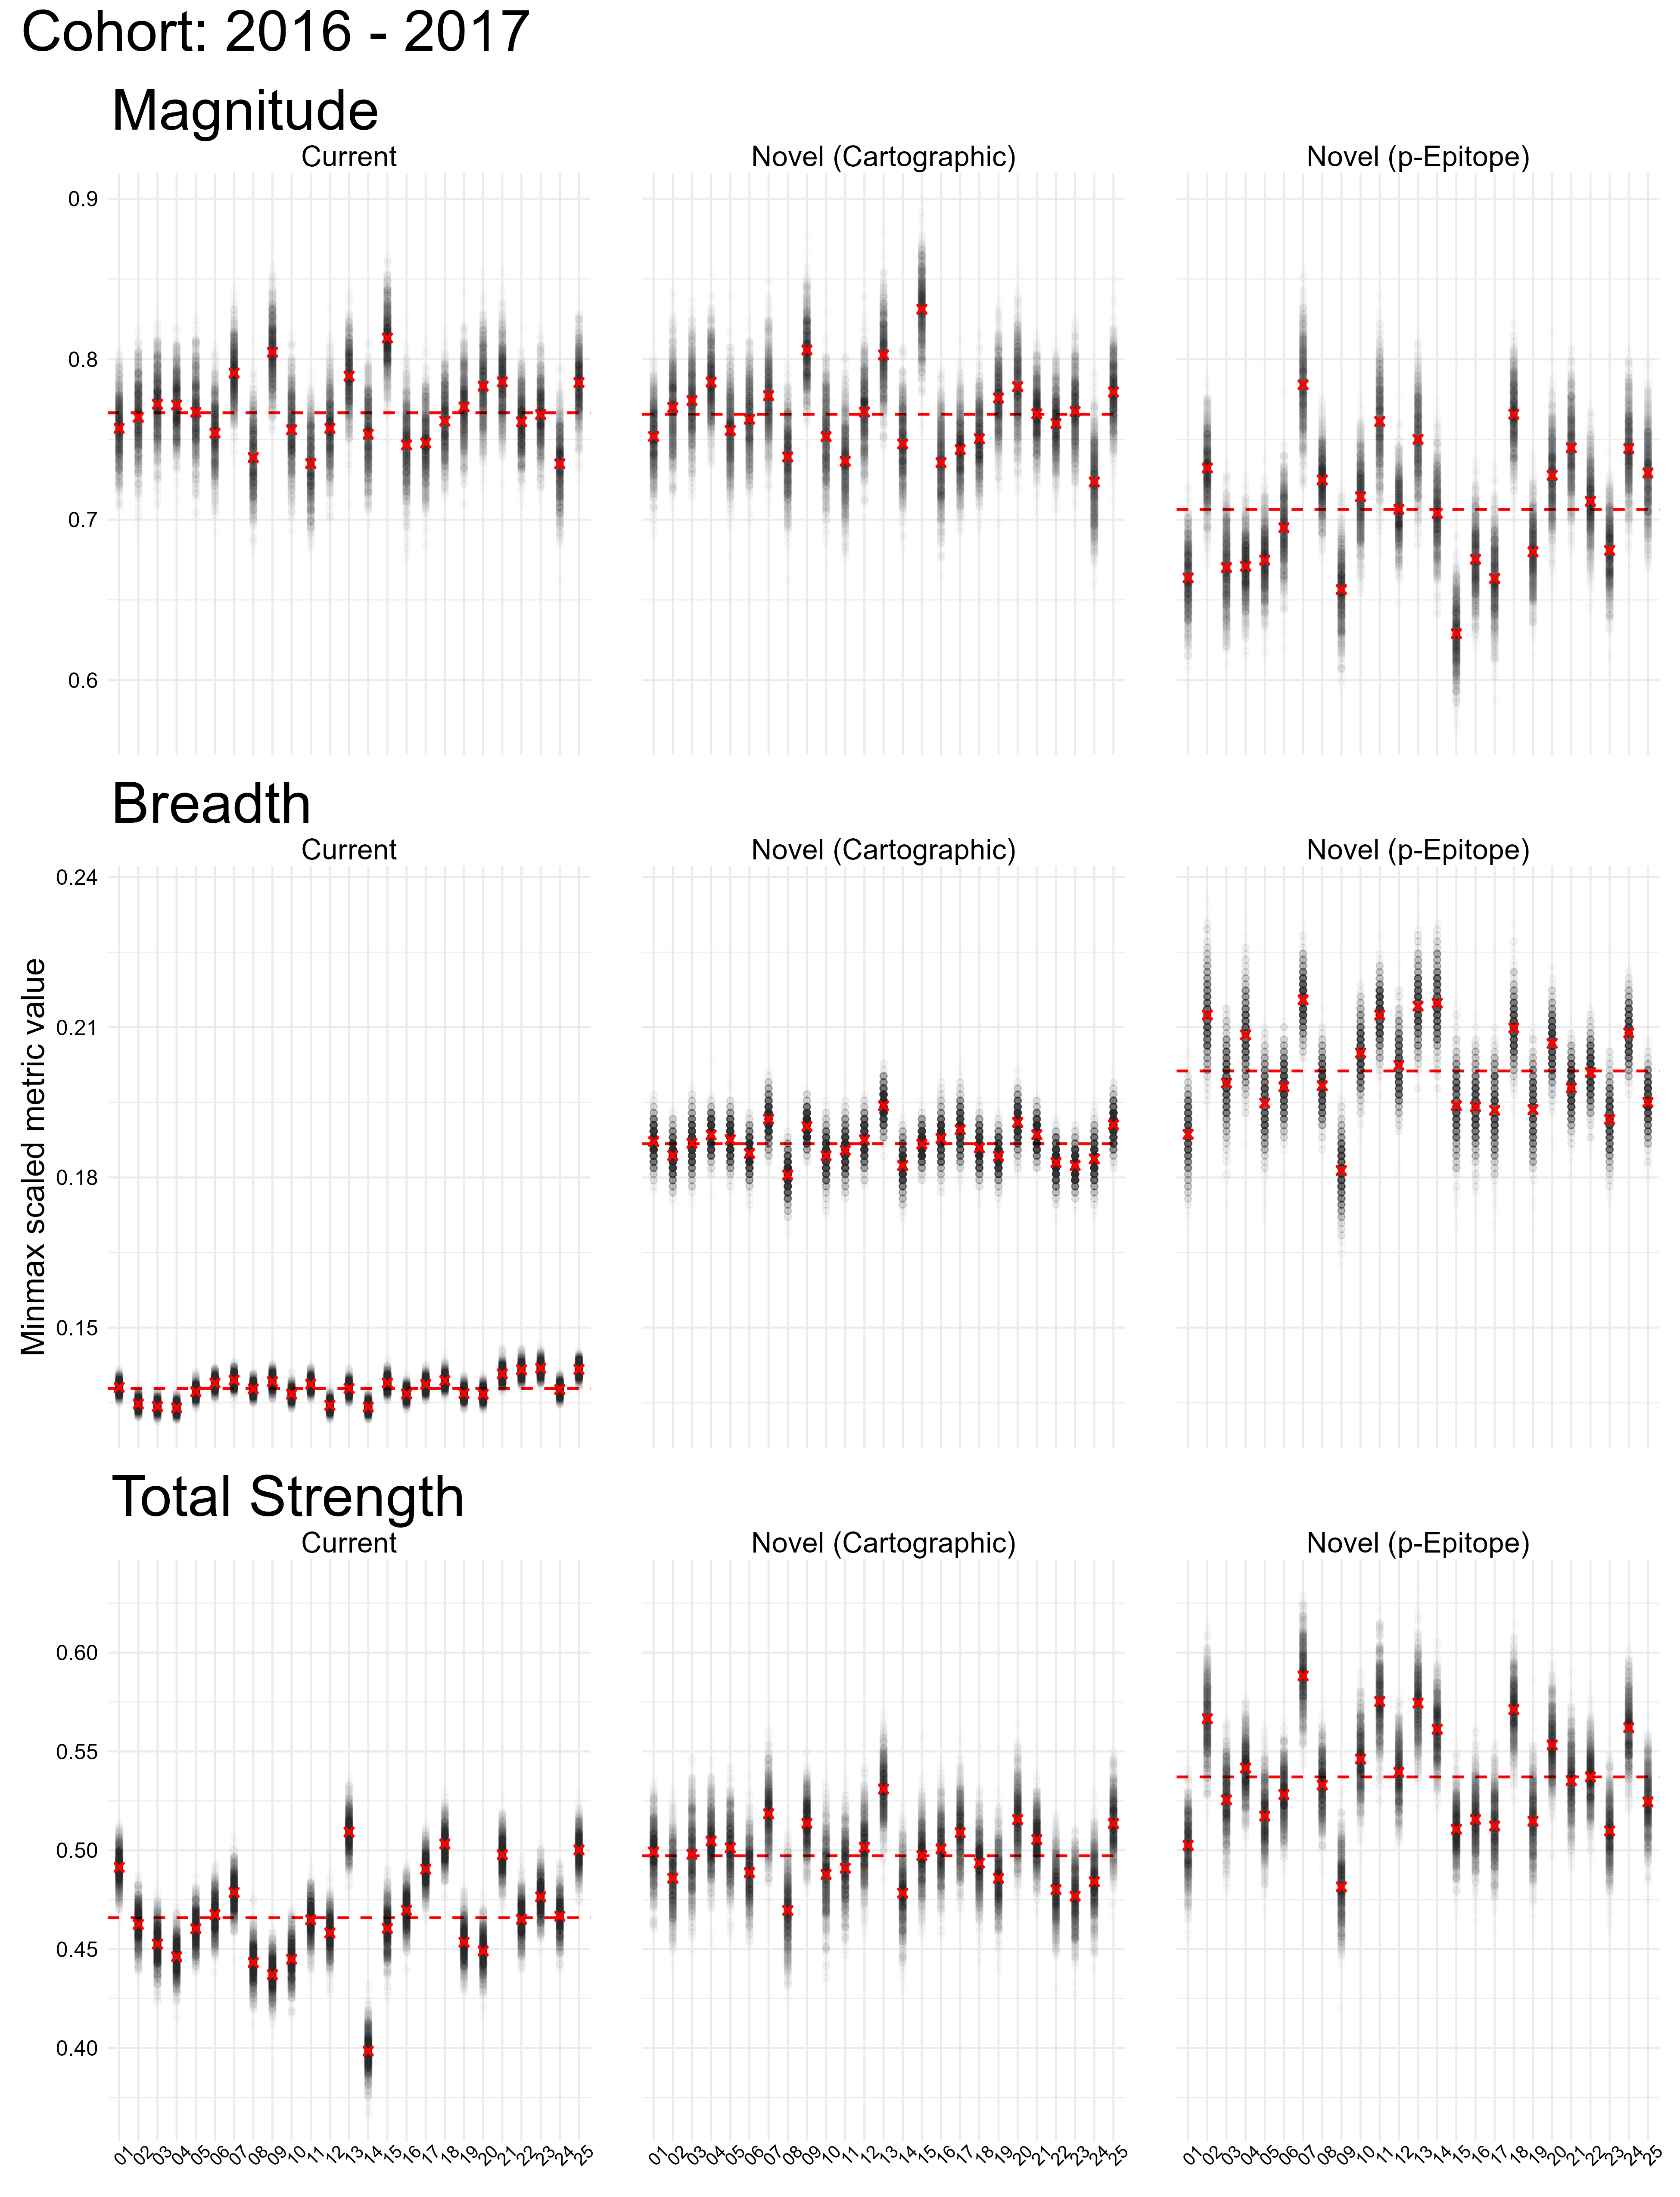 Cohort: 2016 - 2017
Magnitude
Current Novel (Cartographic) Novel (p-Epitope)
0.9
0.8
0.7
0.6
Breadth
Current Novel (Cartographic) Novel (p-Epitope)
0.24
0.21
0.18
0.15
Minmax scaled metric value
Total Strength
Current Novel (Cartographic) Novel (p-Epitope)
0.60
0.55
0.50
0.45
0.40
01 02 03 04 05 06 07 08 09 10 11 12 13 14 15 16 17 18 19 20 21 22 23 24 25
01 02 03 04 05 06 07 08 09 10 11 12 13 14 15 16 17 18 19 20 21 22 23 24 25
01 02 03 04 05 06 07 08 09 10 11 12 13 14 15 16 17 18 19 20 21 22 23 24 25